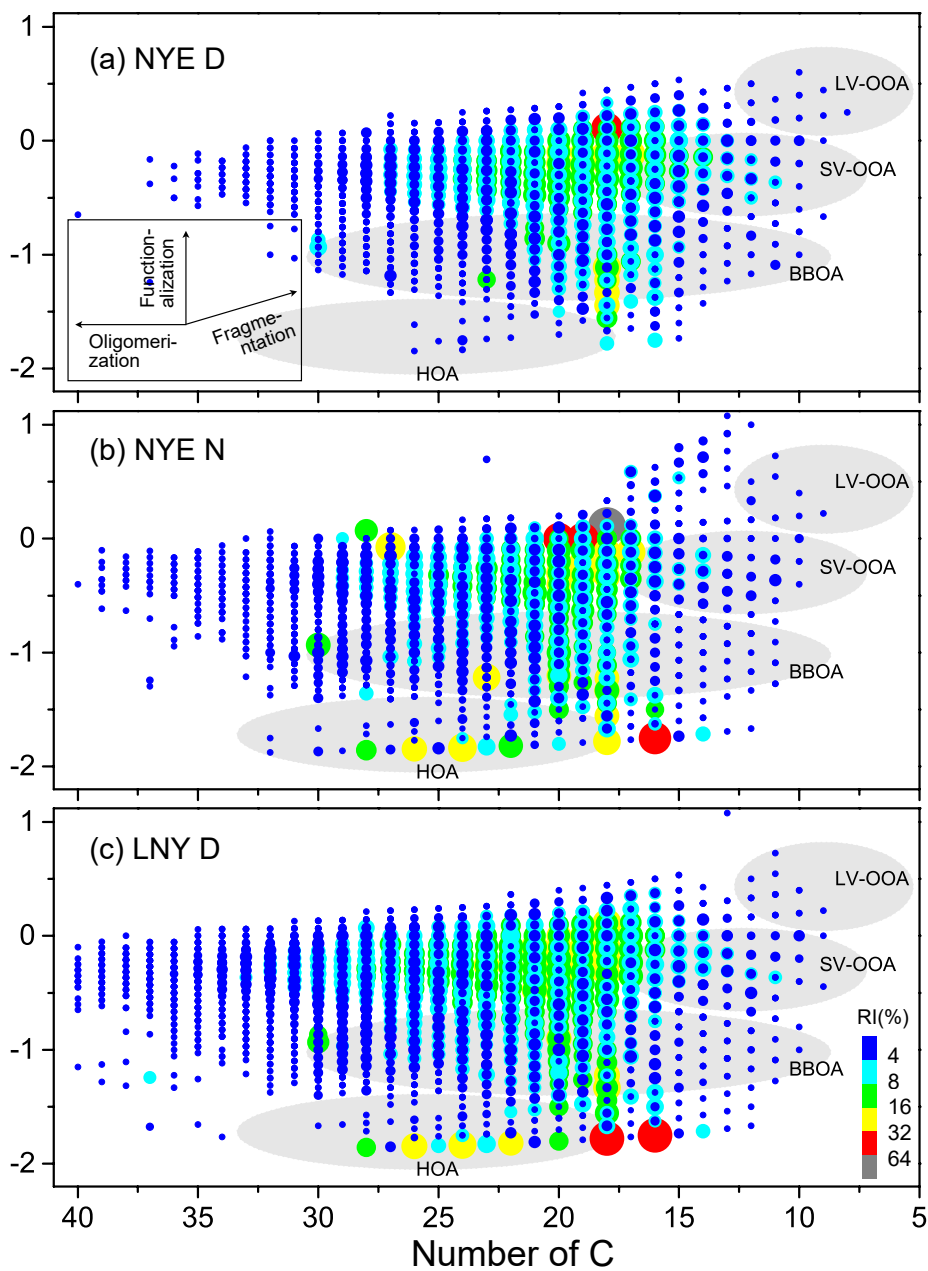 1
(a) NYE D
LV-OOA
0
SV-OOA
Function-
alization
-1
BBOA
Fragme-
ntation
Oligomeri-
zation
HOA
-2
1
(b) NYE N
LV-OOA
0
SV-OOA
-1
BBOA
HOA
-2
1
(c) LNY D
LV-OOA
0
SV-OOA
RI(%)
4
-1
BBOA
8
16
32
64
HOA
-2
40 35 30 25 20 15 10 5
Number of C